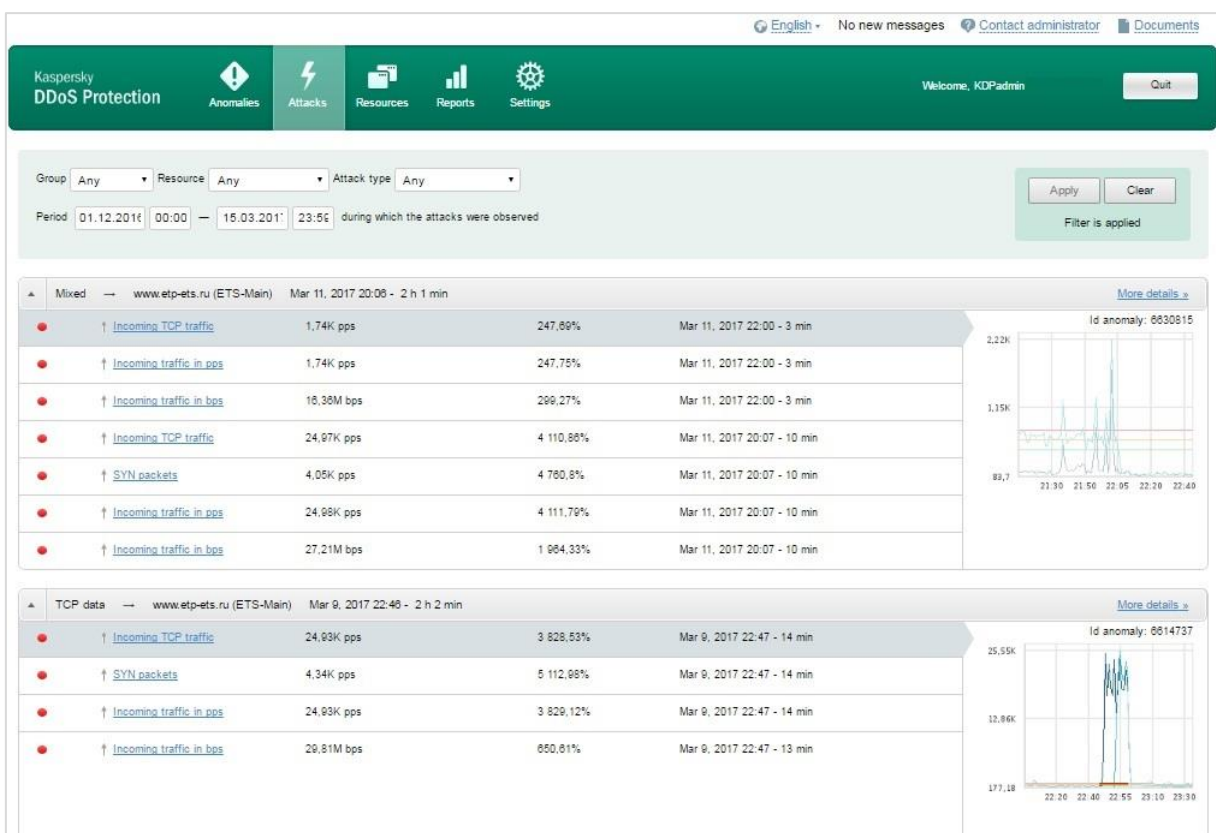 English No new messages Contact administrator Documents
Kaspersky
DDoS Protection
Anomalies Attacks Resources Reports Settings
Welcome, KDPadmin Quit
Group Any Resource Any Attack type Any
Apply Clear
Period 01.12.2016 00:00 — 15.03.201 23:59 during which the attacks were observed
Filter is applied
Mixed → www.etp-ets.ru (ETS-Main) Mar 11, 2017 20:06 - 2 h 1 min More details »
↑ Incoming TCP traffic 1,74K pps 247,69% Mar 11, 2017 22:00 - 3 min
↑ Incoming traffic in pps 1,74K pps 247,75% Mar 11, 2017 22:00 - 3 min
↑ Incoming traffic in bps 16,36M bps 299,27% Mar 11, 2017 22:00 - 3 min
↑ Incoming TCP traffic 24,97K pps 4 110,86% Mar 11, 2017 20:07 - 10 min
↑ SYN packets 4,05K pps 4 760,8% Mar 11, 2017 20:07 - 10 min
↑ Incoming traffic in pps 24,98K pps 4 111,79% Mar 11, 2017 20:07 - 10 min
↑ Incoming traffic in bps 27,21M bps 1 964,33% Mar 11, 2017 20:07 - 10 min
Id anomaly: 6630815
2,22K
1,15K
83,7
21:30 21:50 22:05 22:20 22:40
TCP data → www.etp-ets.ru (ETS-Main) Mar 9, 2017 22:46 - 2 h 2 min More details »
↑ Incoming TCP traffic 24,93K pps 3 828,53% Mar 9, 2017 22:47 - 14 min
↑ SYN packets 4,34K pps 5 112,98% Mar 9, 2017 22:47 - 14 min
↑ Incoming traffic in pps 24,93K pps 3 829,12% Mar 9, 2017 22:47 - 14 min
↑ Incoming traffic in bps 29,81M bps 650,61% Mar 9, 2017 22:47 - 13 min
Id anomaly: 6614737
25,55K
12,86K
177,18
22:20 22:40 22:55 23:10 23:30